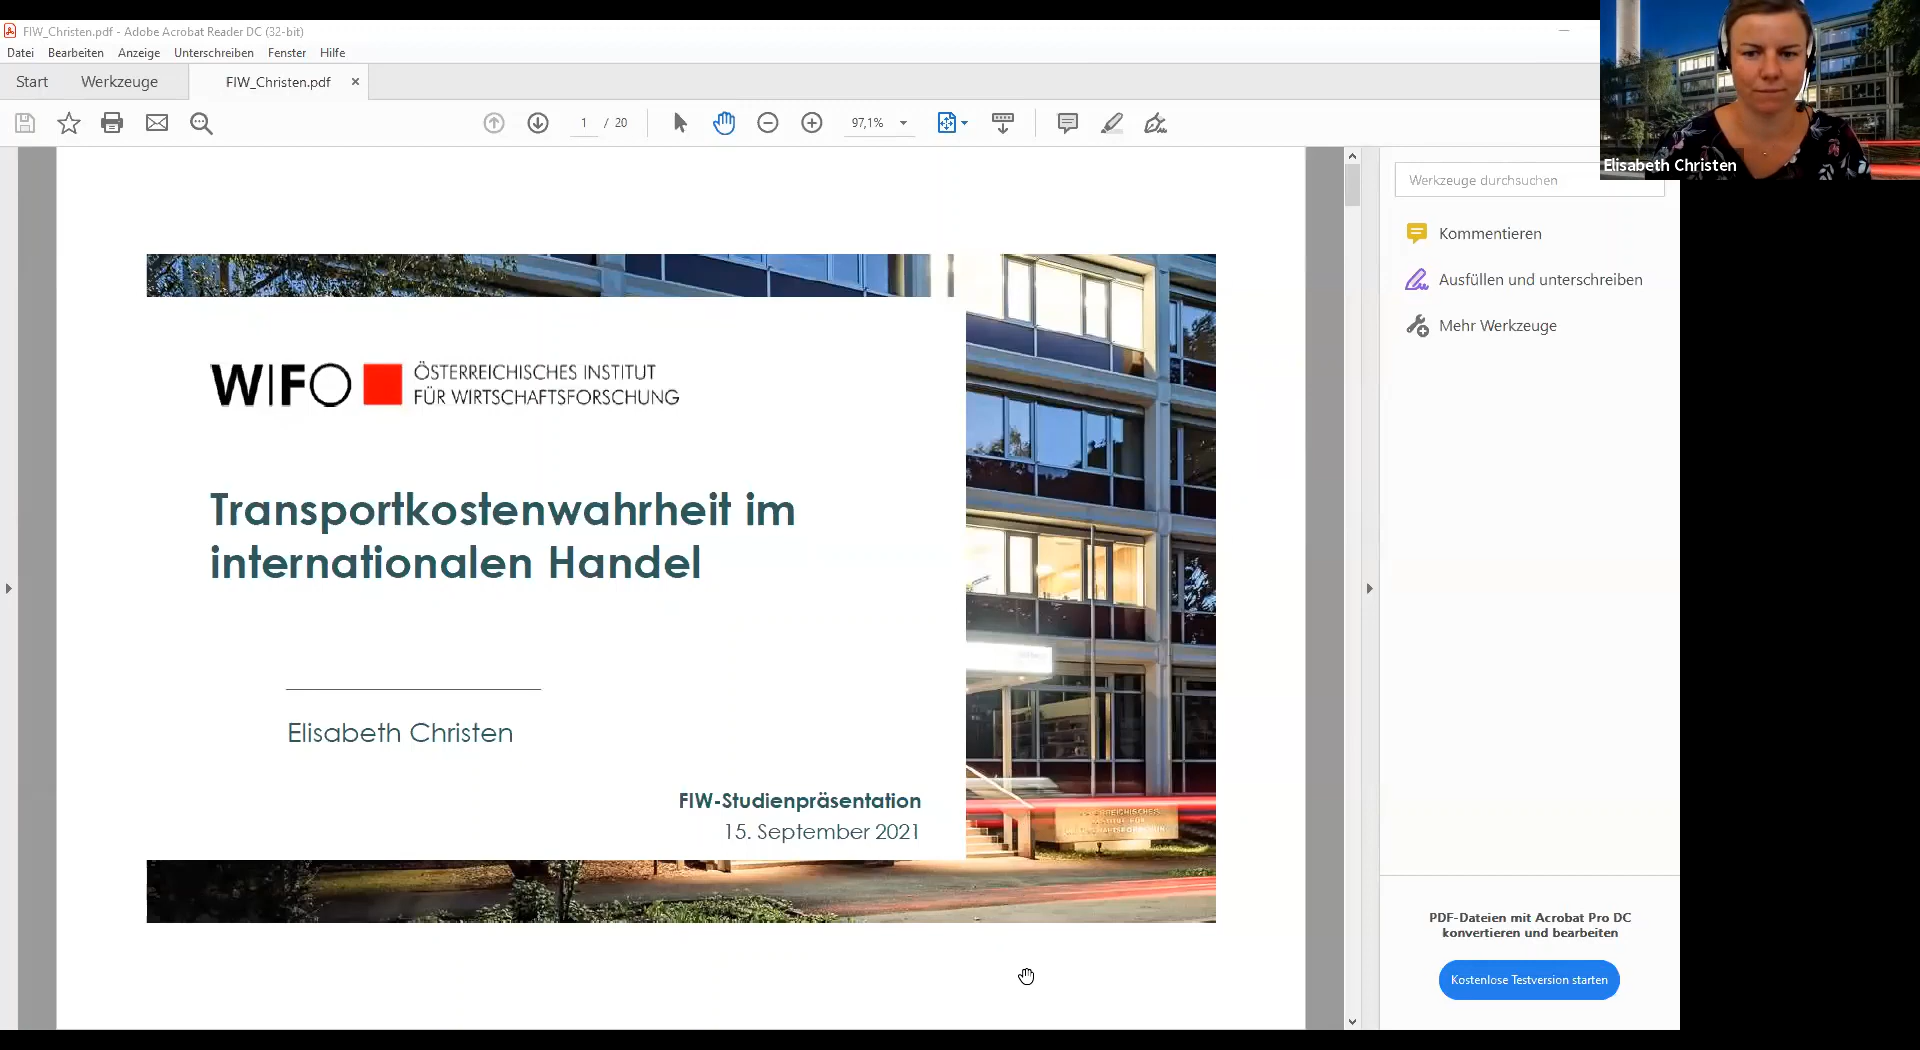 FIW_Christen.pdf - Adobe Acrobat Reader DC (32-bit)
Datei Bearbeiten Anzeige Unterschreiben Fenster Hilfe
Start Werkzeuge FIW_Christen.pdf
1 / 20 97,1%
Elisabeth Christen
Werkzeuge durchsuchen
Kommentieren
Ausfüllen und unterschreiben
Mehr Werkzeuge
WIFO
ÖSTERREICHISCHES INSTITUT
FÜR WIRTSCHAFTSFORSCHUNG
Transportkostenwahrheit im
internationalen Handel
Elisabeth Christen
FIW-Studienpräsentation
15. September 2021
PDF-Dateien mit Acrobat Pro DC
konvertieren und bearbeiten
Kostenlose Testversion starten